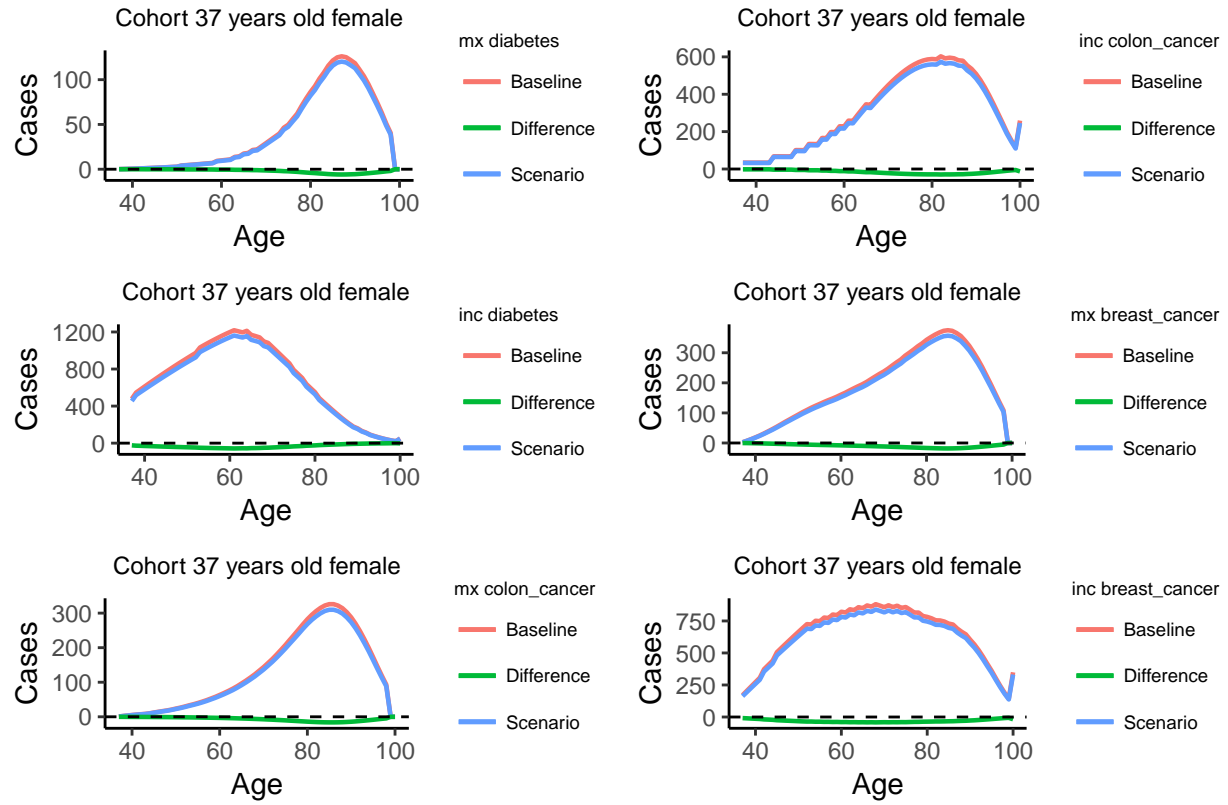 Cohort 37 years old female
mx diabetes
Baseline
Difference
Scenario
Cases
100
50
0
40 60 80 100
Age
Cohort 37 years old female
inc colon_cancer
Baseline
Difference
Scenario
Cases
600
400
200
0
40 60 80 100
Age
Cohort 37 years old female
inc diabetes
Baseline
Difference
Scenario
Cases
1200
800
400
0
40 60 80 100
Age
Cohort 37 years old female
mx breast_cancer
Baseline
Difference
Scenario
Cases
300
200
100
0
40 60 80 100
Age
Cohort 37 years old female
mx colon_cancer
Baseline
Difference
Scenario
Cases
300
200
100
0
40 60 80 100
Age
Cohort 37 years old female
inc breast_cancer
Baseline
Difference
Scenario
Cases
750
500
250
0
40 60 80 100
Age